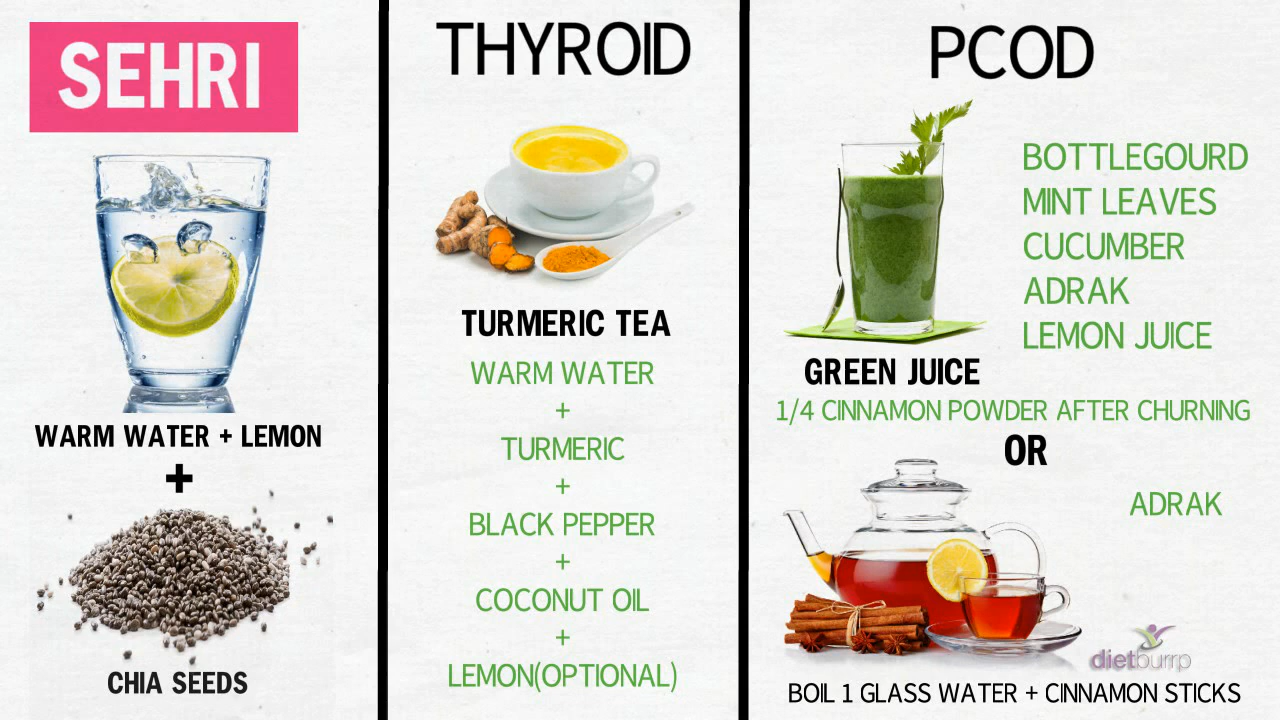 SEHRI
WARM WATER + LEMON
+
CHIA SEEDS
THYROID
TURMERIC TEA
WARM WATER
+
TURMERIC
+
BLACK PEPPER
+
COCONUT OIL
+
LEMON(OPTIONAL)
PCOD
BOTTLEGOURD
MINT LEAVES
CUCUMBER
ADRAK
LEMON JUICE
GREEN JUICE
1/4 CINNAMON POWDER AFTER CHURNING
OR
ADRAK
dietburrp
BOIL 1 GLASS WATER + CINNAMON STICKS